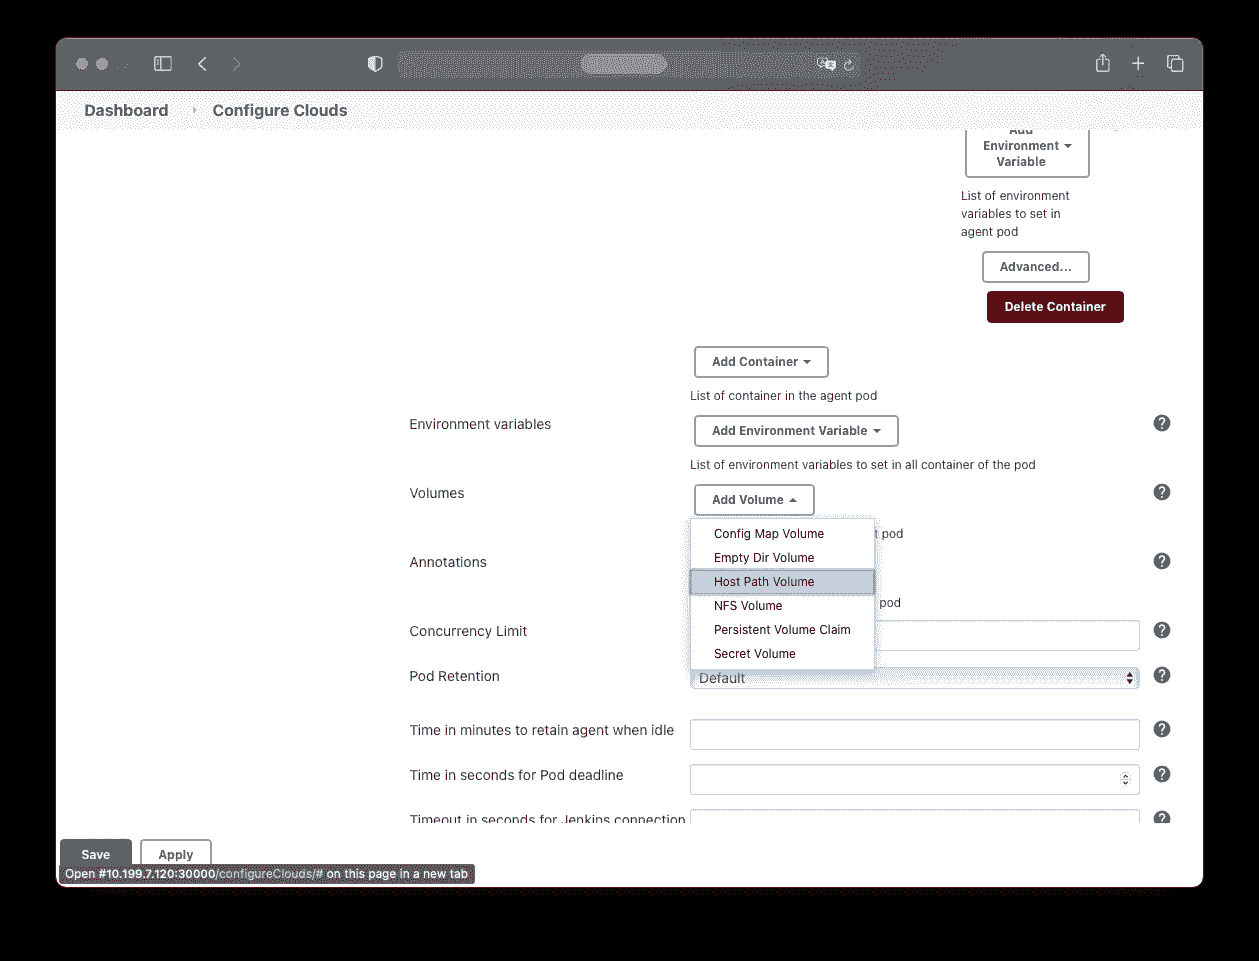 Dashboard Configure Clouds
Add
Environment
Variable
List of environment
variables to set in
agent pod
Advanced...
Delete Container
Add Container
List of container in the agent pod
Environment variables
Add Environment Variable
List of environment variables to set in all container of the pod
Volumes
Add Volume
Config Map Volume
t pod
Empty Dir Volume
Annotations
Host Path Volume
NFS Volume
pod
Persistent Volume Claim
Concurrency Limit
Secret Volume
Pod Retention
Default
Time in minutes to retain agent when idle
Time in seconds for Pod deadline
Timeout in seconds for Jenkins connection
Save Apply
Open #10.199.7.120:30000/configureClouds/# on this page in a new tab